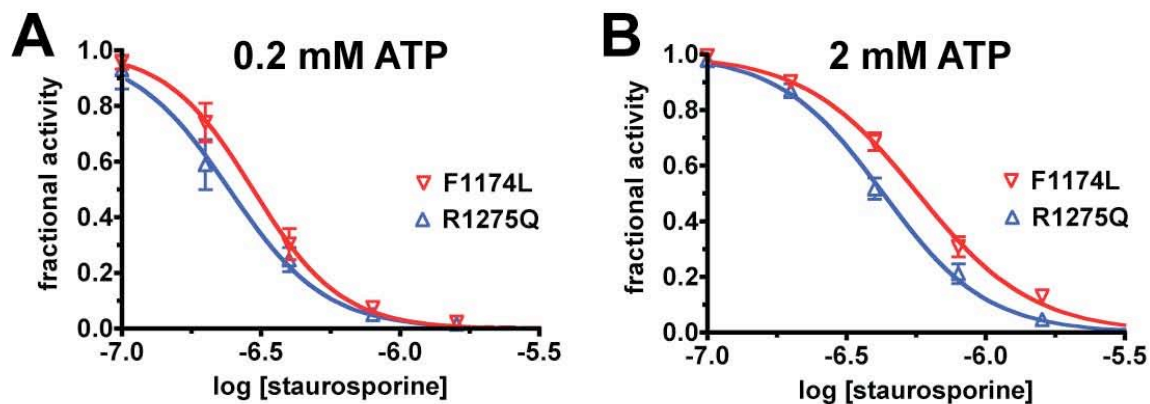 A
0.2 mM ATP
fractional activity
1.0
0.8
0.6
0.4
0.2
0.0
▽ F1174L
△ R1275Q
-7.0 -6.5 -6.0 -5.5
log [staurosporine]
B
2 mM ATP
fractional activity
1.0
0.8
0.6
0.4
0.2
0.0
▽ F1174L
△ R1275Q
-7.0 -6.5 -6.0 -5.5
log [staurosporine]